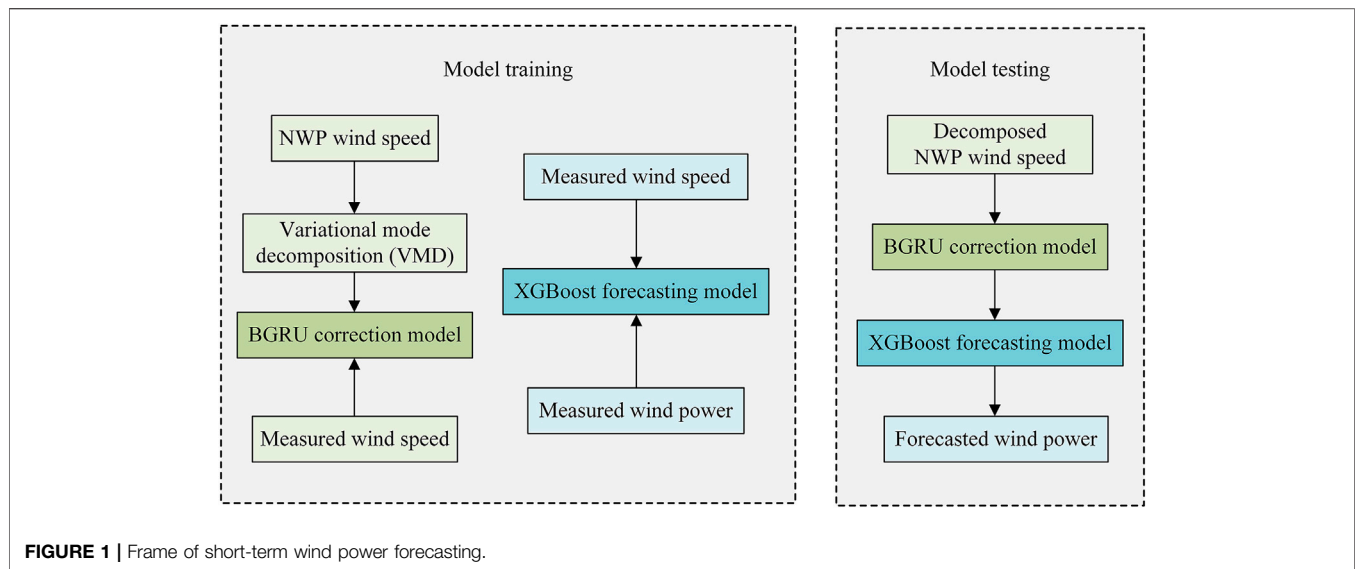 Model training
NWP wind speed
Variational mode
decomposition (VMD)
BGRU correction model
Measured wind speed
Measured wind speed
XGBoost forecasting model
Measured wind power
Model testing
Decomposed
NWP wind speed
BGRU correction model
XGBoost forecasting model
Forecasted wind power
FIGURE 1 | Frame of short-term wind power forecasting.